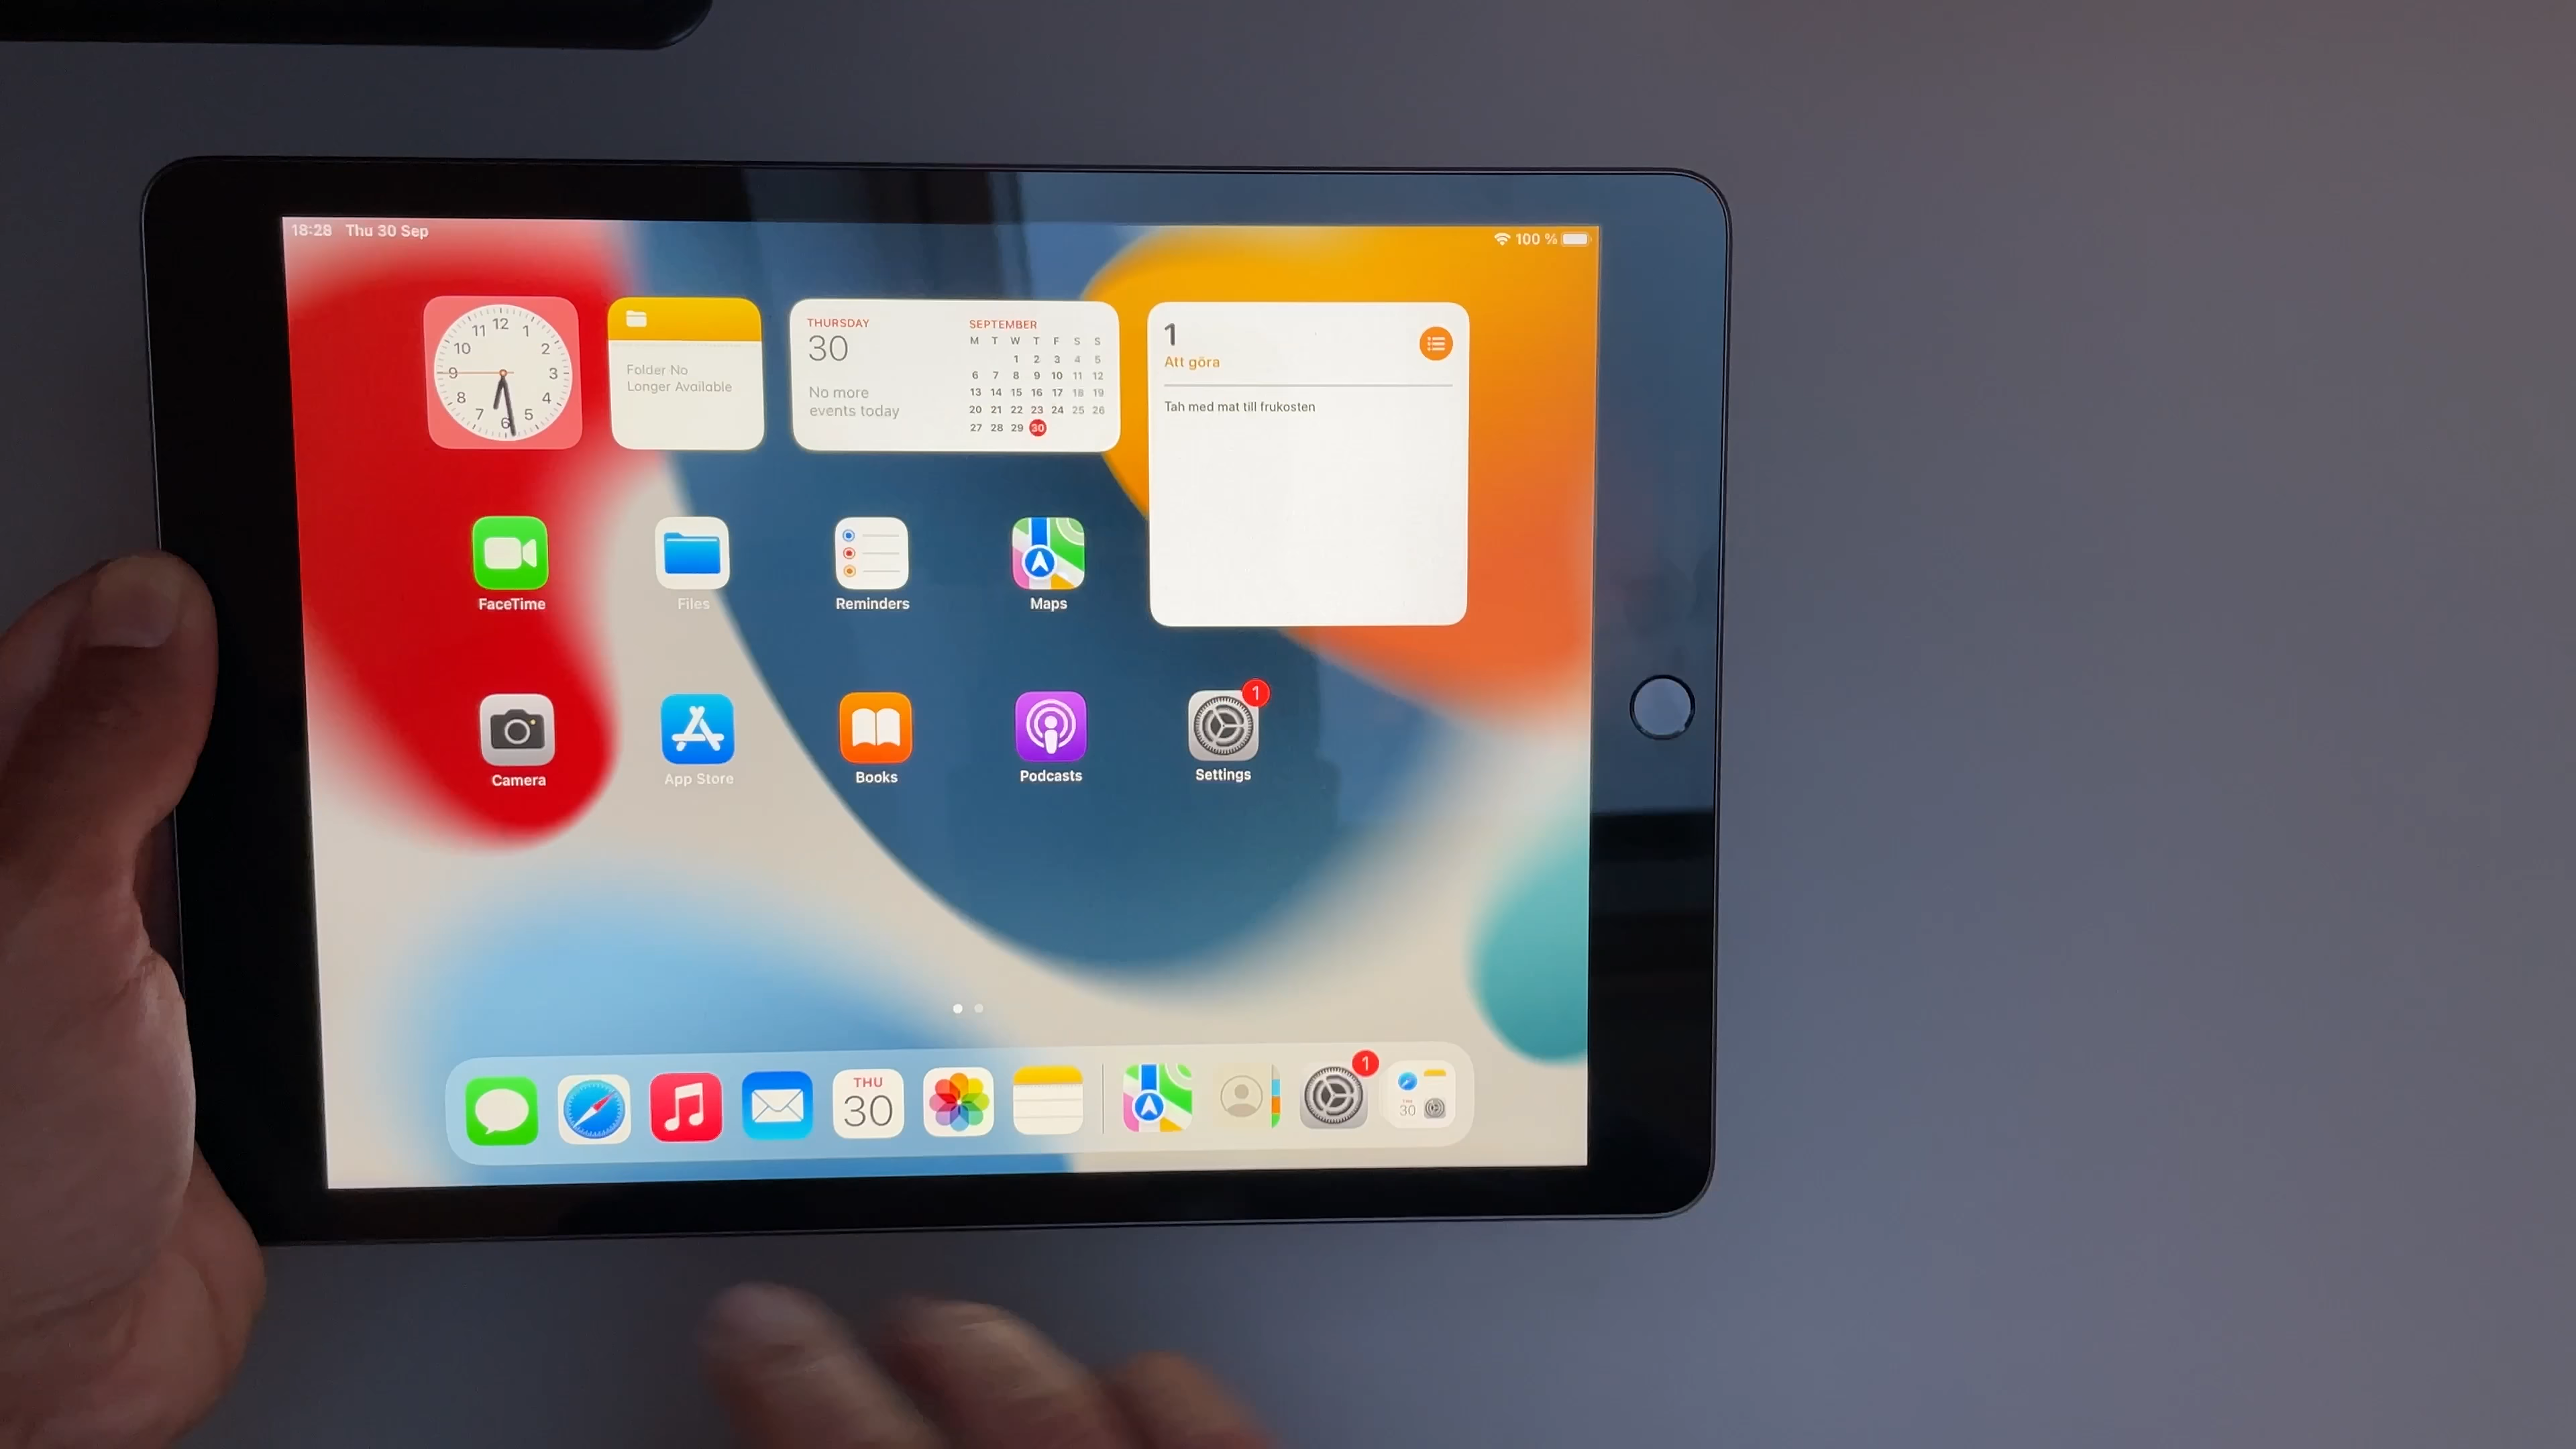 18:28 Thu 30 Sep
100 %
12
11 1
10 2
9 3
8 4
7 5
6
Folder No
Longer Available
THURSDAY
30
No more
events today
SEPTEMBER
M T W T F S S
1 2 3 4 5
6 7 8 9 10 11 12
13 14 15 16 17 18 19
20 21 22 23 24 25 26
27 28 29 30
1
Att göra
Tah med mat till frukosten
FaceTime
Files
Reminders
Maps
Camera
App Store
Books
Podcasts
1
Settings
THU
30
1
30